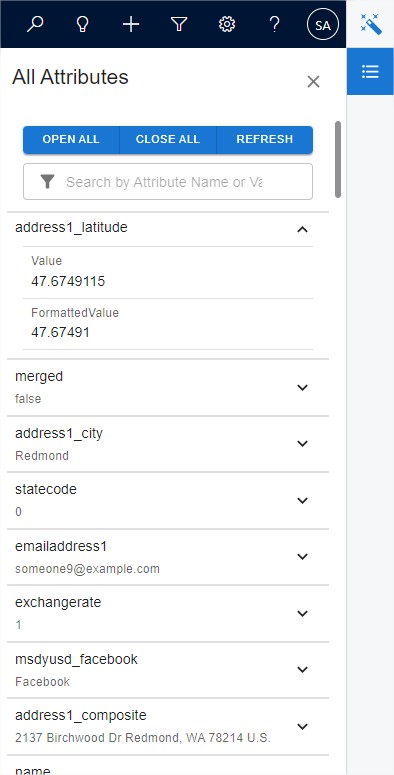 SA
All Attributes
OPEN ALL CLOSE ALL REFRESH
Search by Attribute Name or Va
address1_latitude
Value
47.6749115
FormattedValue
47.67491
merged
false
address1_city
Redmond
statecode
0
emailaddress1
someone9@example.com
exchangerate
1
msdyusd_facebook
Facebook
address1_composite
2137 Birchwood Dr Redmond, WA 78214 U.S.
name